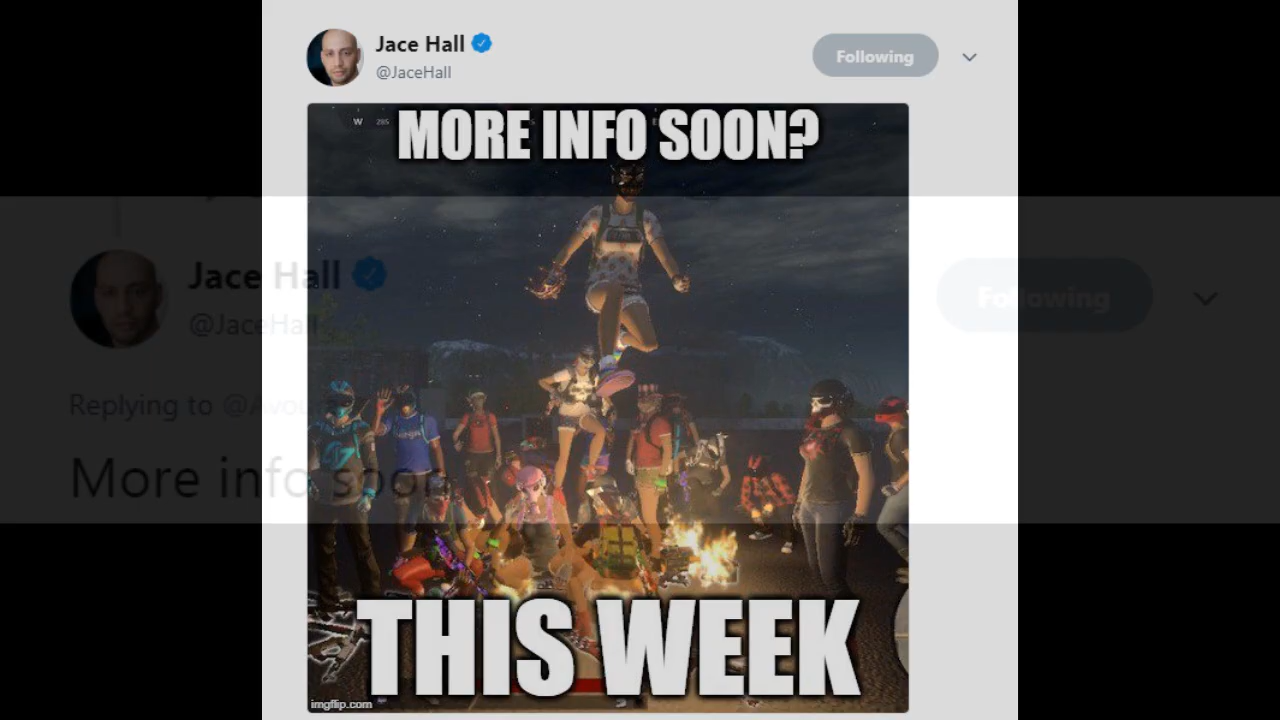 Jace Hall
@JaceHall
Following
W 285
MORE INFO SOON?
Jace Hall
@JaceHall
Following
Replying to
More info soon
THIS WEEK
imgflip.com